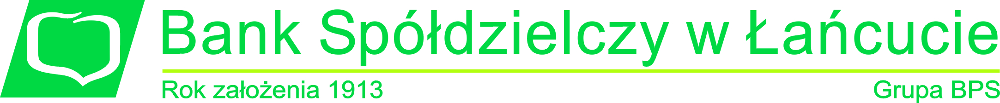 Bank Spółdzielczy w Łańcucie
Rok założenia 1913
Grupa BPS